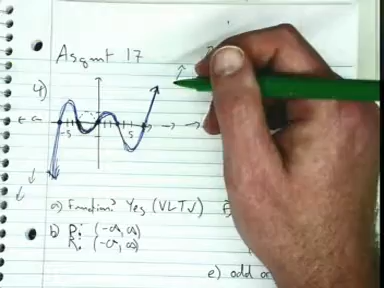 Asgmt 17
4)
-5 5
a) Function? Yes (VLT√)
b) D: (-∞, ∞)
R: (-∞, ∞)
e) odd o